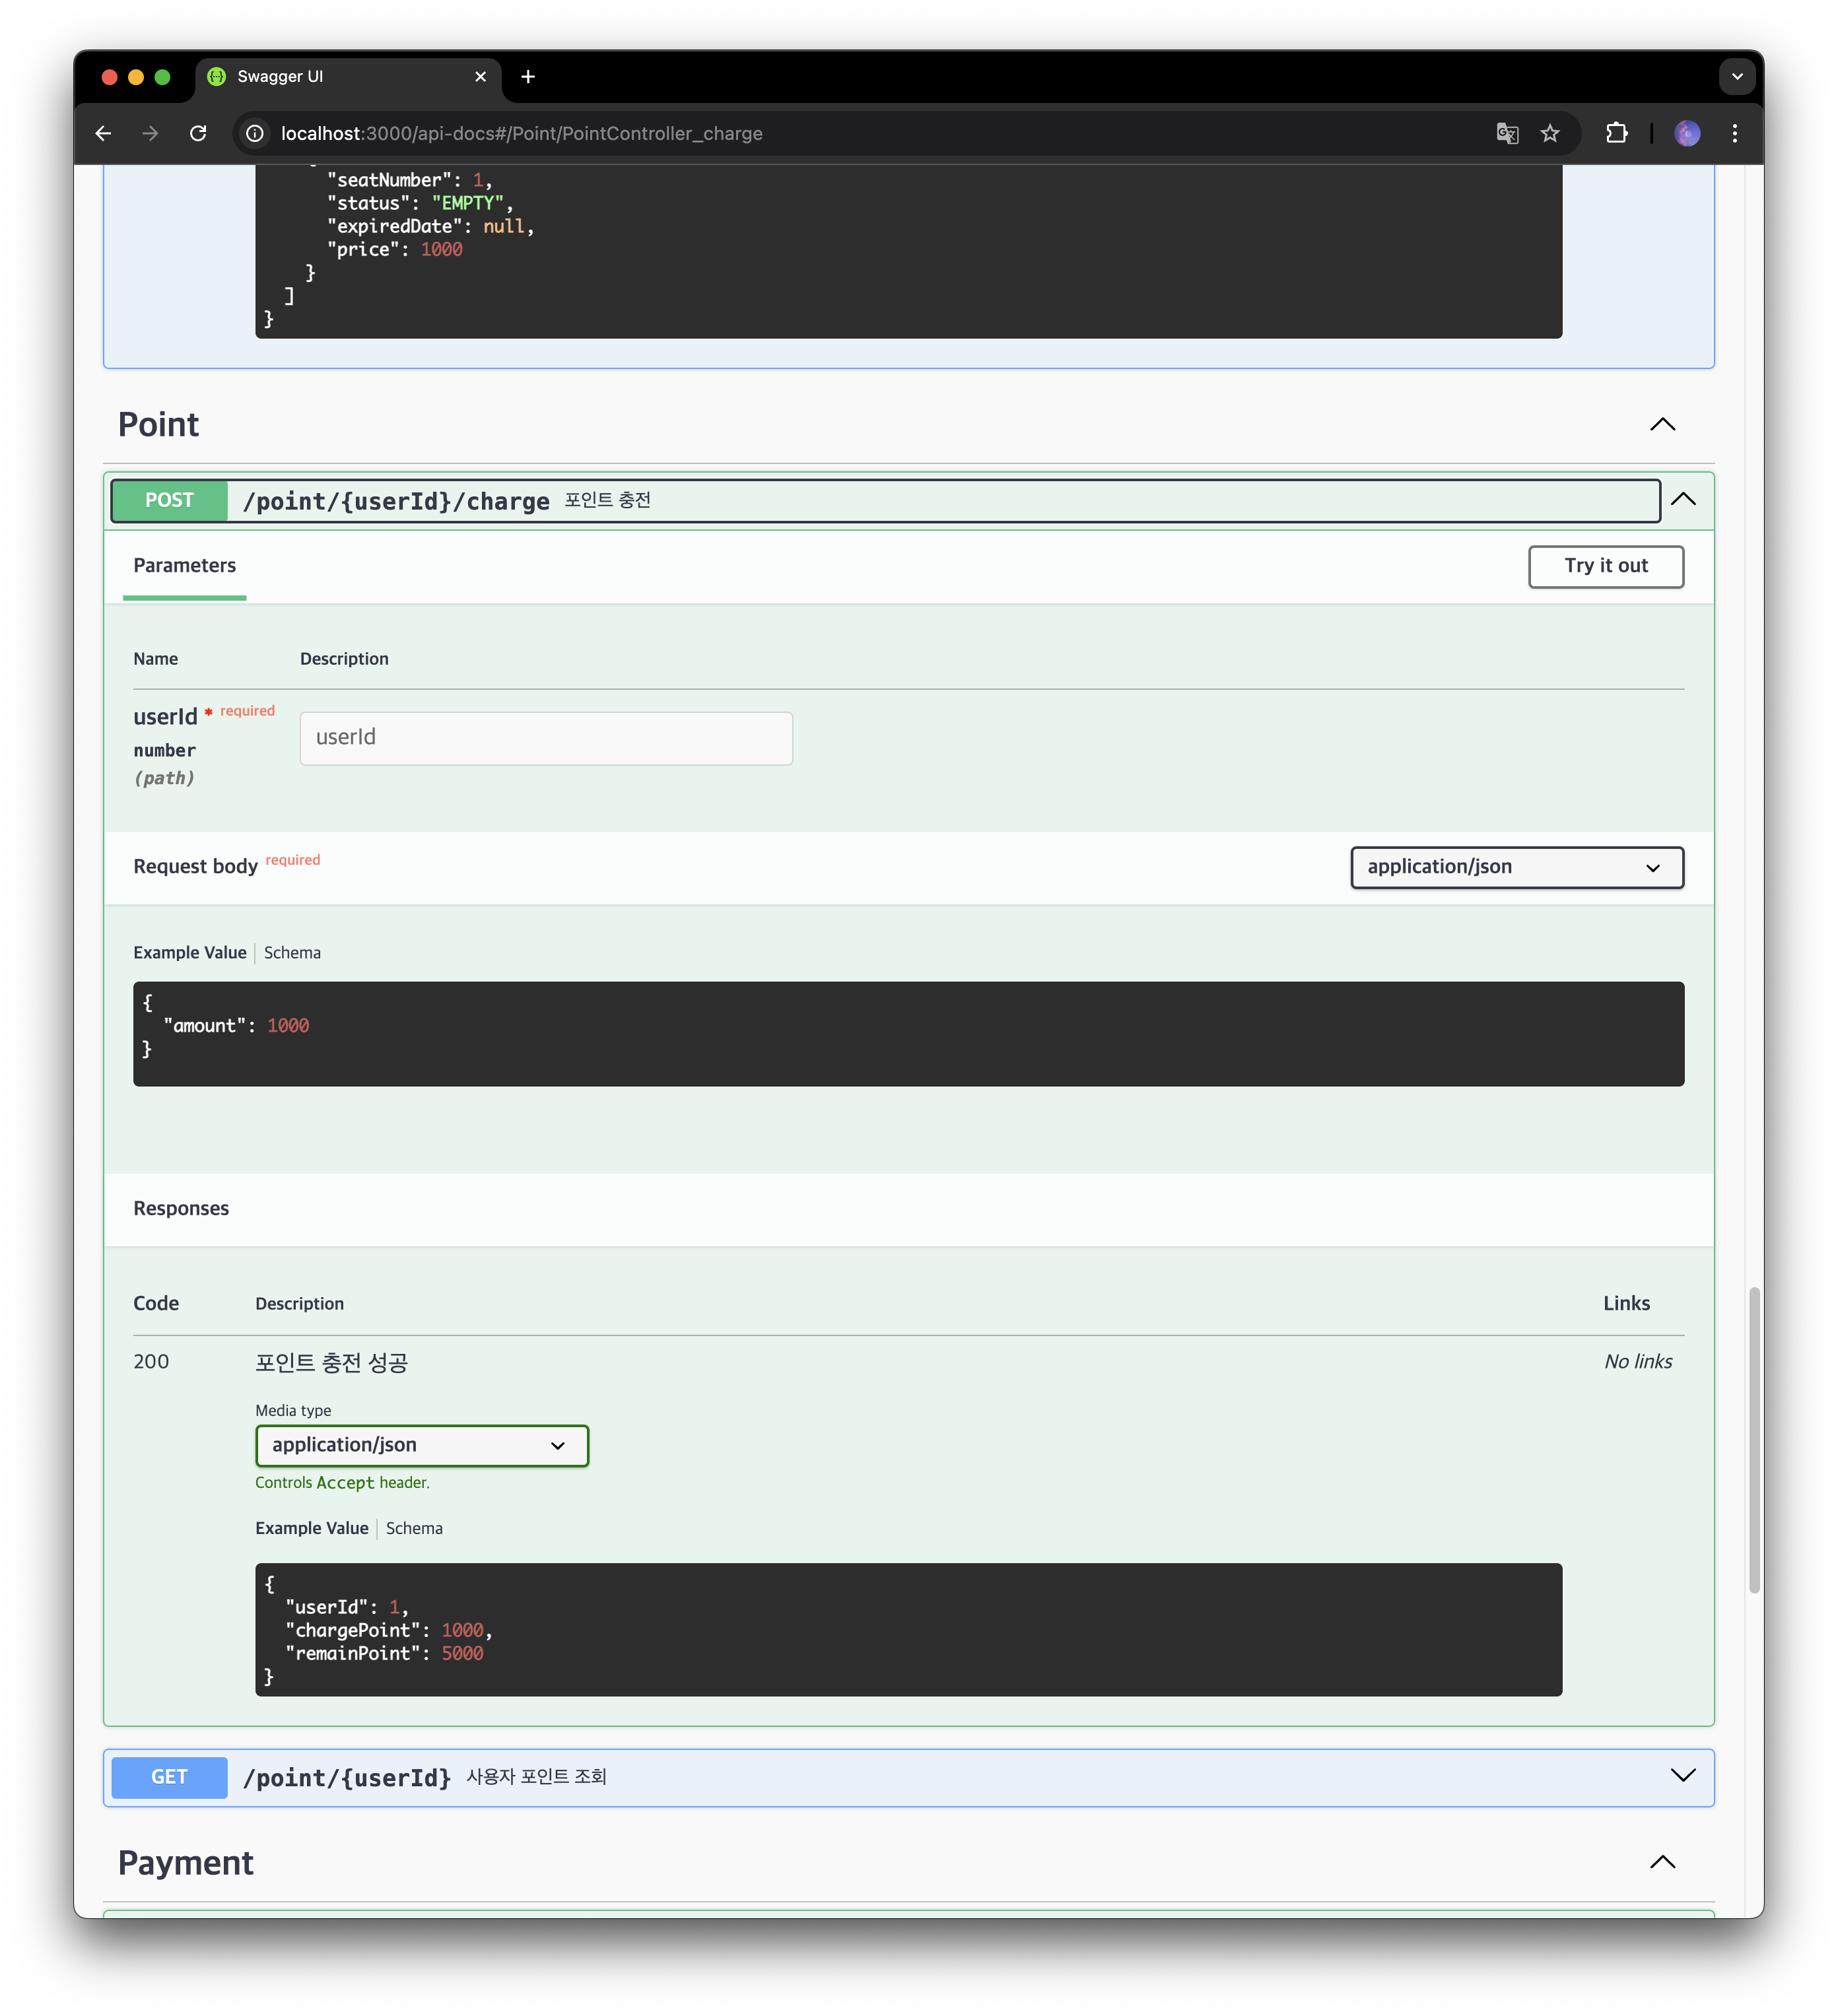 Swagger UI
localhost:3000/api-docs#/Point/PointController_charge
"seatNumber": 1,
"status": "EMPTY",
"expiredDate": null,
"price": 1000
}
]
}
Point
POST /point/{userId}/charge 포인트 충전
Parameters
Try it out
Name Description
userId * required
number
(path)
userId
Request body required
application/json
Example Value Schema
{
"amount": 1000
}
Responses
Code Description Links
200 포인트 충전 성공 No links
Media type
application/json
Controls Accept header.
Example Value Schema
{
"userId": 1,
"chargePoint": 1000,
"remainPoint": 5000
}
GET /point/{userId} 사용자 포인트 조회
Payment